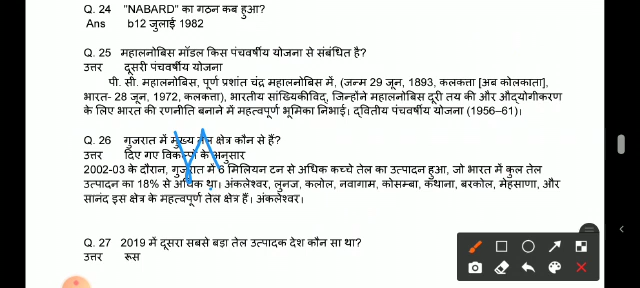 Q. 24 "NABARD" का गठन कब हुआ?
Ans b12 जुलाई 1982
Q. 25 महालनोबिस मॉडल किस पंचवर्षीय योजना से संबंधित है?
उत्तर दूसरी पंचवर्षीय योजना
पी. सी. महालनोबिस, पूर्ण प्रशांत चंद्र महालनोबिस में, (जन्म 29 जून, 1893, कलकत्ता [अब कोलकाता],
भारत- 28 जून, 1972, कलकत्ता), भारतीय सांख्यिकीविद्, जिन्होंने महालनोबिस दूरी तय की और औद्योगीकरण
के लिए भारत की रणनीति बनाने में महत्वपूर्ण भूमिका निभाई। द्वितीय पंचवर्षीय योजना (1956–61)।
Q. 26 गुजरात में मुख्य तेल क्षेत्र कौन से हैं?
उत्तर दिए गए विकल्पों के अनुसार
2002-03 के दौरान, गुजरात में 6 मिलियन टन से अधिक कच्चे तेल का उत्पादन हुआ, जो भारत में कुल तेल
उत्पादन का 18% से अधिक था। अंकलेश्वर, लुनज, कलोल, नवागाम, कोसम्बा, कथाना, बरकोल, मेहसाणा, और
सानंद इस क्षेत्र के महत्वपूर्ण तेल क्षेत्र हैं। अंकलेश्वर।
Q. 27 2019 में दूसरा सबसे बड़ा तेल उत्पादक देश कौन सा था?
उत्तर रूस